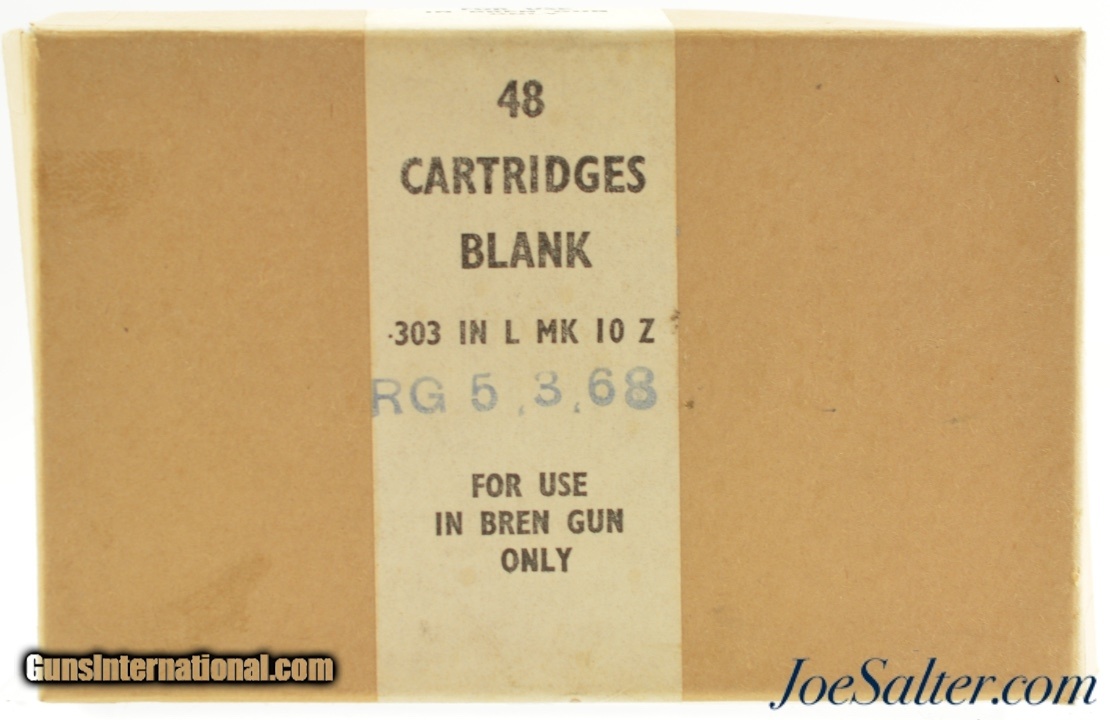 48
CARTRIDGES
BLANK
.303 IN L MK 10 Z
RG 5.3.68
FOR USE
IN BREN GUN
ONLY
GunsInternational.com
JoeSalter.com